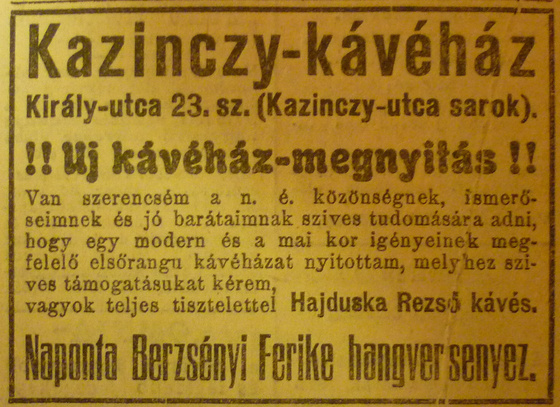 Kazinczy-kávéház
Király-utca 23. sz. (Kazinczy-utca sarok).
!! Uj kávéház-megnyitás !!
Van szerencsém a n. é. közönségnek, ismerő-
seimnek és jó barátaimnak szives tudomására adni,
hogy egy modern és a mai kor igényeinek meg-
felelő elsőrangu kávéházat nyitottam, melyhez szi-
ves támogatásukat kérem,
vagyok teljes tisztelettel Hajduska Rezső kávés.
Naponta Berzsényi Ferike hangversenyez.